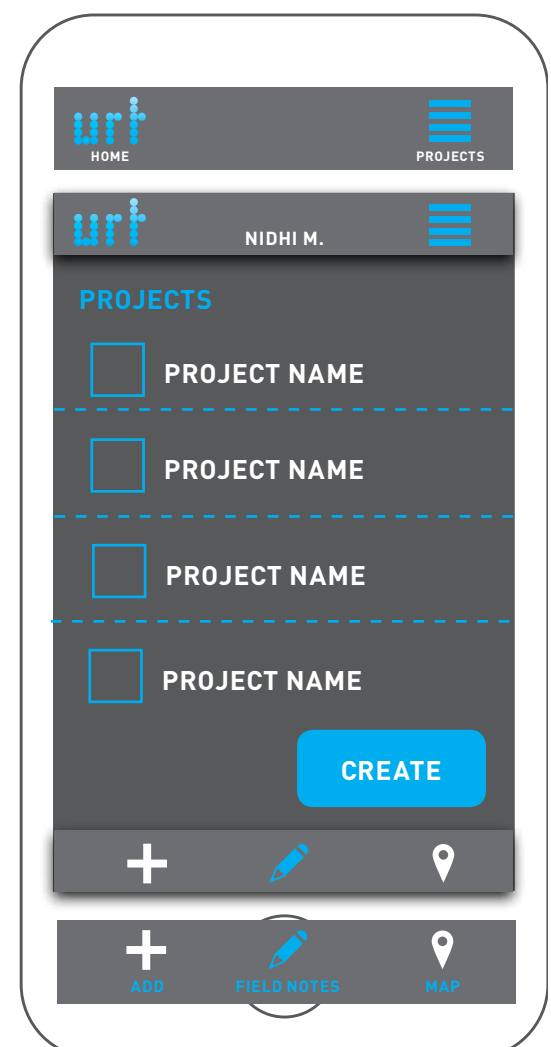 urt
HOME
PROJECTS
urt
NIDHI M.
PROJECTS
PROJECT NAME
PROJECT NAME
PROJECT NAME
PROJECT NAME
CREATE
ADD
FIELD NOTES
MAP